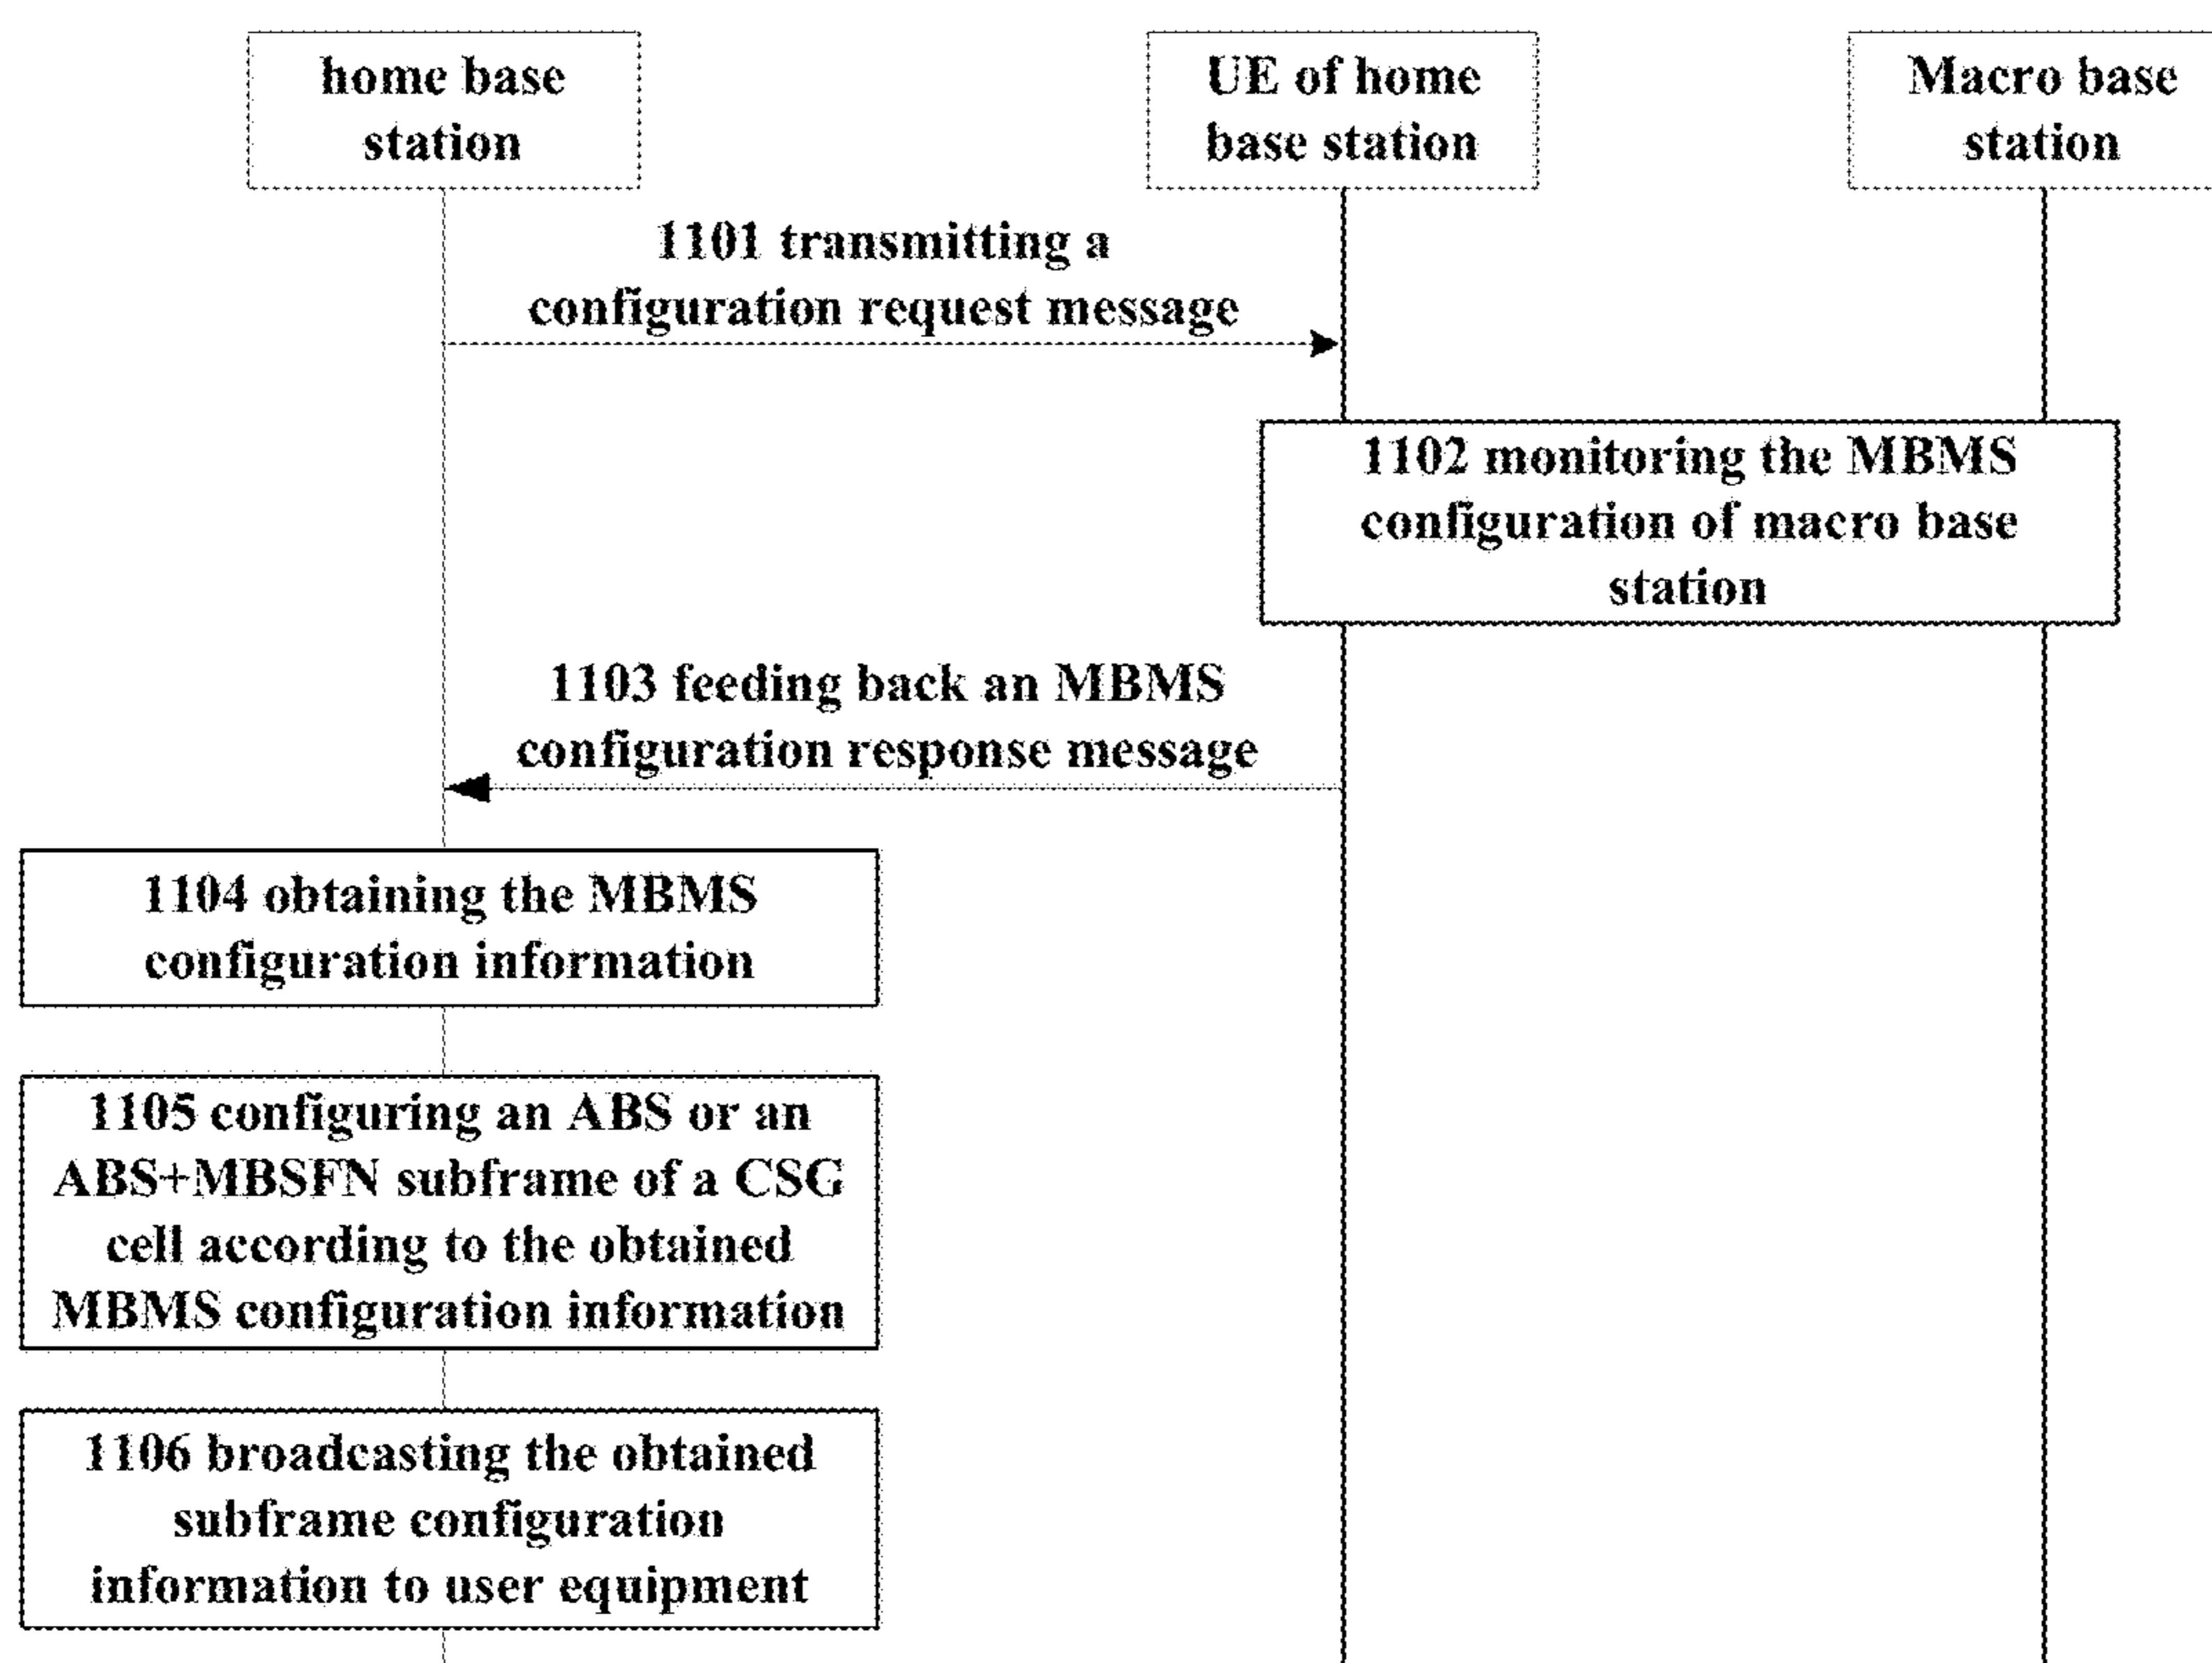 home base
station
UE of home
base station
Macro base
station
1101 transmitting a
configuration request message
1102 monitoring the MBMS
configuration of macro base
station
1103 feeding back an MBMS
configuration response message
1104 obtaining the MBMS
configuration information
1105 configuring an ABS or an
ABS+MBSFN subframe of a CSG
cell according to the obtained
MBMS configuration information
1106 broadcasting the obtained
subframe configuration
information to user equipment